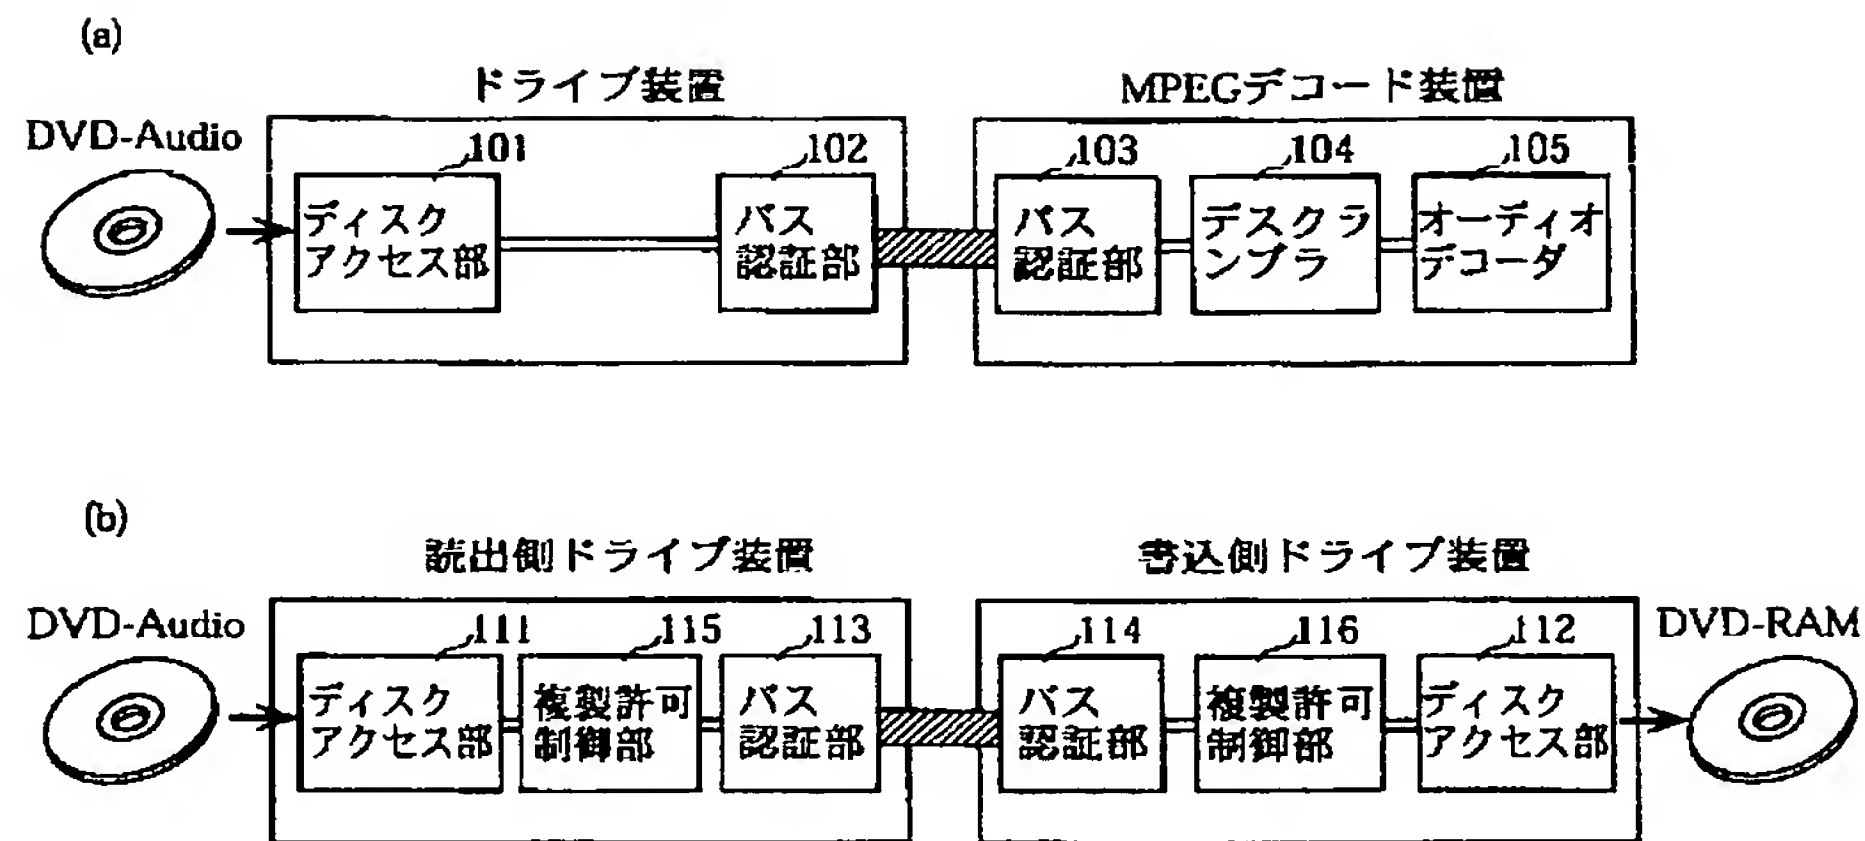 (a)
ドライブ装置
MPEGデコード装置
DVD-Audio
101
102
103
104
105
ディスク
アクセス部
バス
認証部
バス
認証部
デスクラ
ンブラ
オーディオ
デコーダ
(b)
読出側ドライブ装置
書込側ドライブ装置
DVD-Audio
111
115
113
114
116
112
DVD-RAM
ディスク
アクセス部
複製許可
制御部
バス
認証部
バス
認証部
複製許可
制御部
ディスク
アクセス部